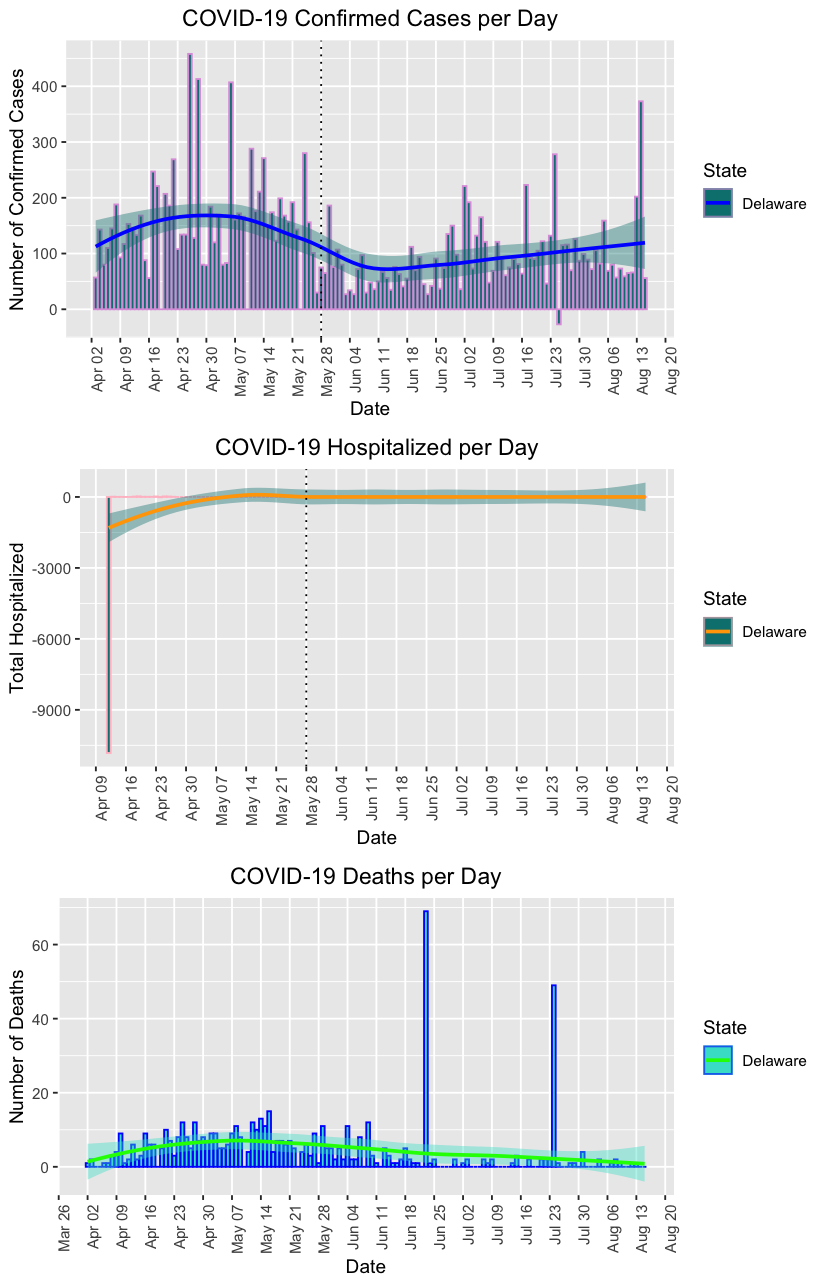 COVID-19 Confirmed Cases per Day
Number of Confirmed Cases
400
300
200
100
0
Apr 02
Apr 09
Apr 16
Apr 23
Apr 30
May 07
May 14
May 21
May 28
Jun 04
Jun 11
Jun 18
Jun 25
Jul 02
Jul 09
Jul 16
Jul 23
Jul 30
Aug 06
Aug 13
Aug 20
Date
State
Delaware
COVID-19 Hospitalized per Day
Total Hospitalized
0
-3000
-6000
-9000
Apr 09
Apr 16
Apr 23
Apr 30
May 07
May 14
May 21
May 28
Jun 04
Jun 11
Jun 18
Jun 25
Jul 02
Jul 09
Jul 16
Jul 23
Jul 30
Aug 06
Aug 13
Aug 20
Date
State
Delaware
COVID-19 Deaths per Day
Number of Deaths
60
40
20
0
Mar 26
Apr 02
Apr 09
Apr 16
Apr 23
Apr 30
May 07
May 14
May 21
May 28
Jun 04
Jun 11
Jun 18
Jun 25
Jul 02
Jul 09
Jul 16
Jul 23
Jul 30
Aug 06
Aug 13
Aug 20
Date
State
Delaware